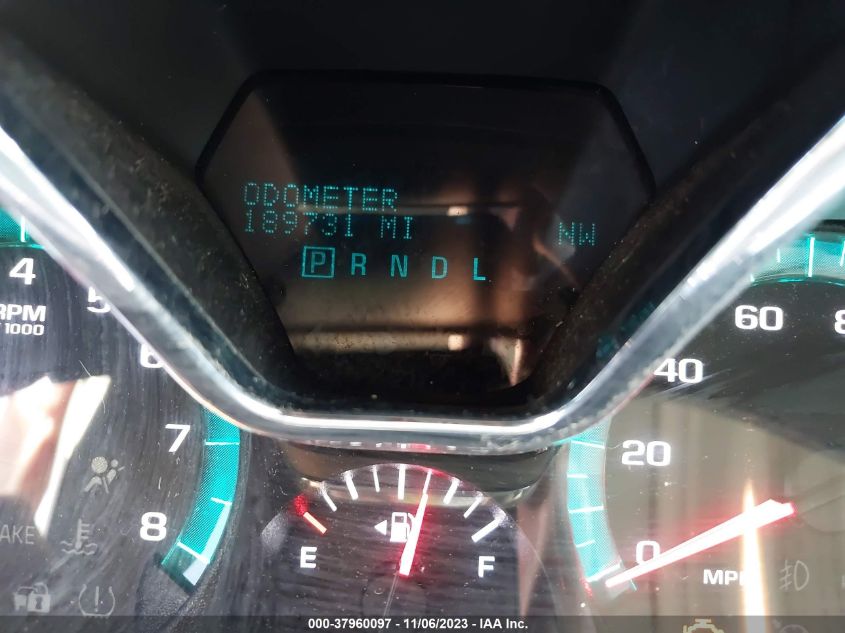 ODOMETER
189731 MI
NW
P R N D L
4
5
6
7
8
RPM
1000
60
40
20
0
MPH
E
F
000-37960097 - 11/06/2023 - IAA Inc.